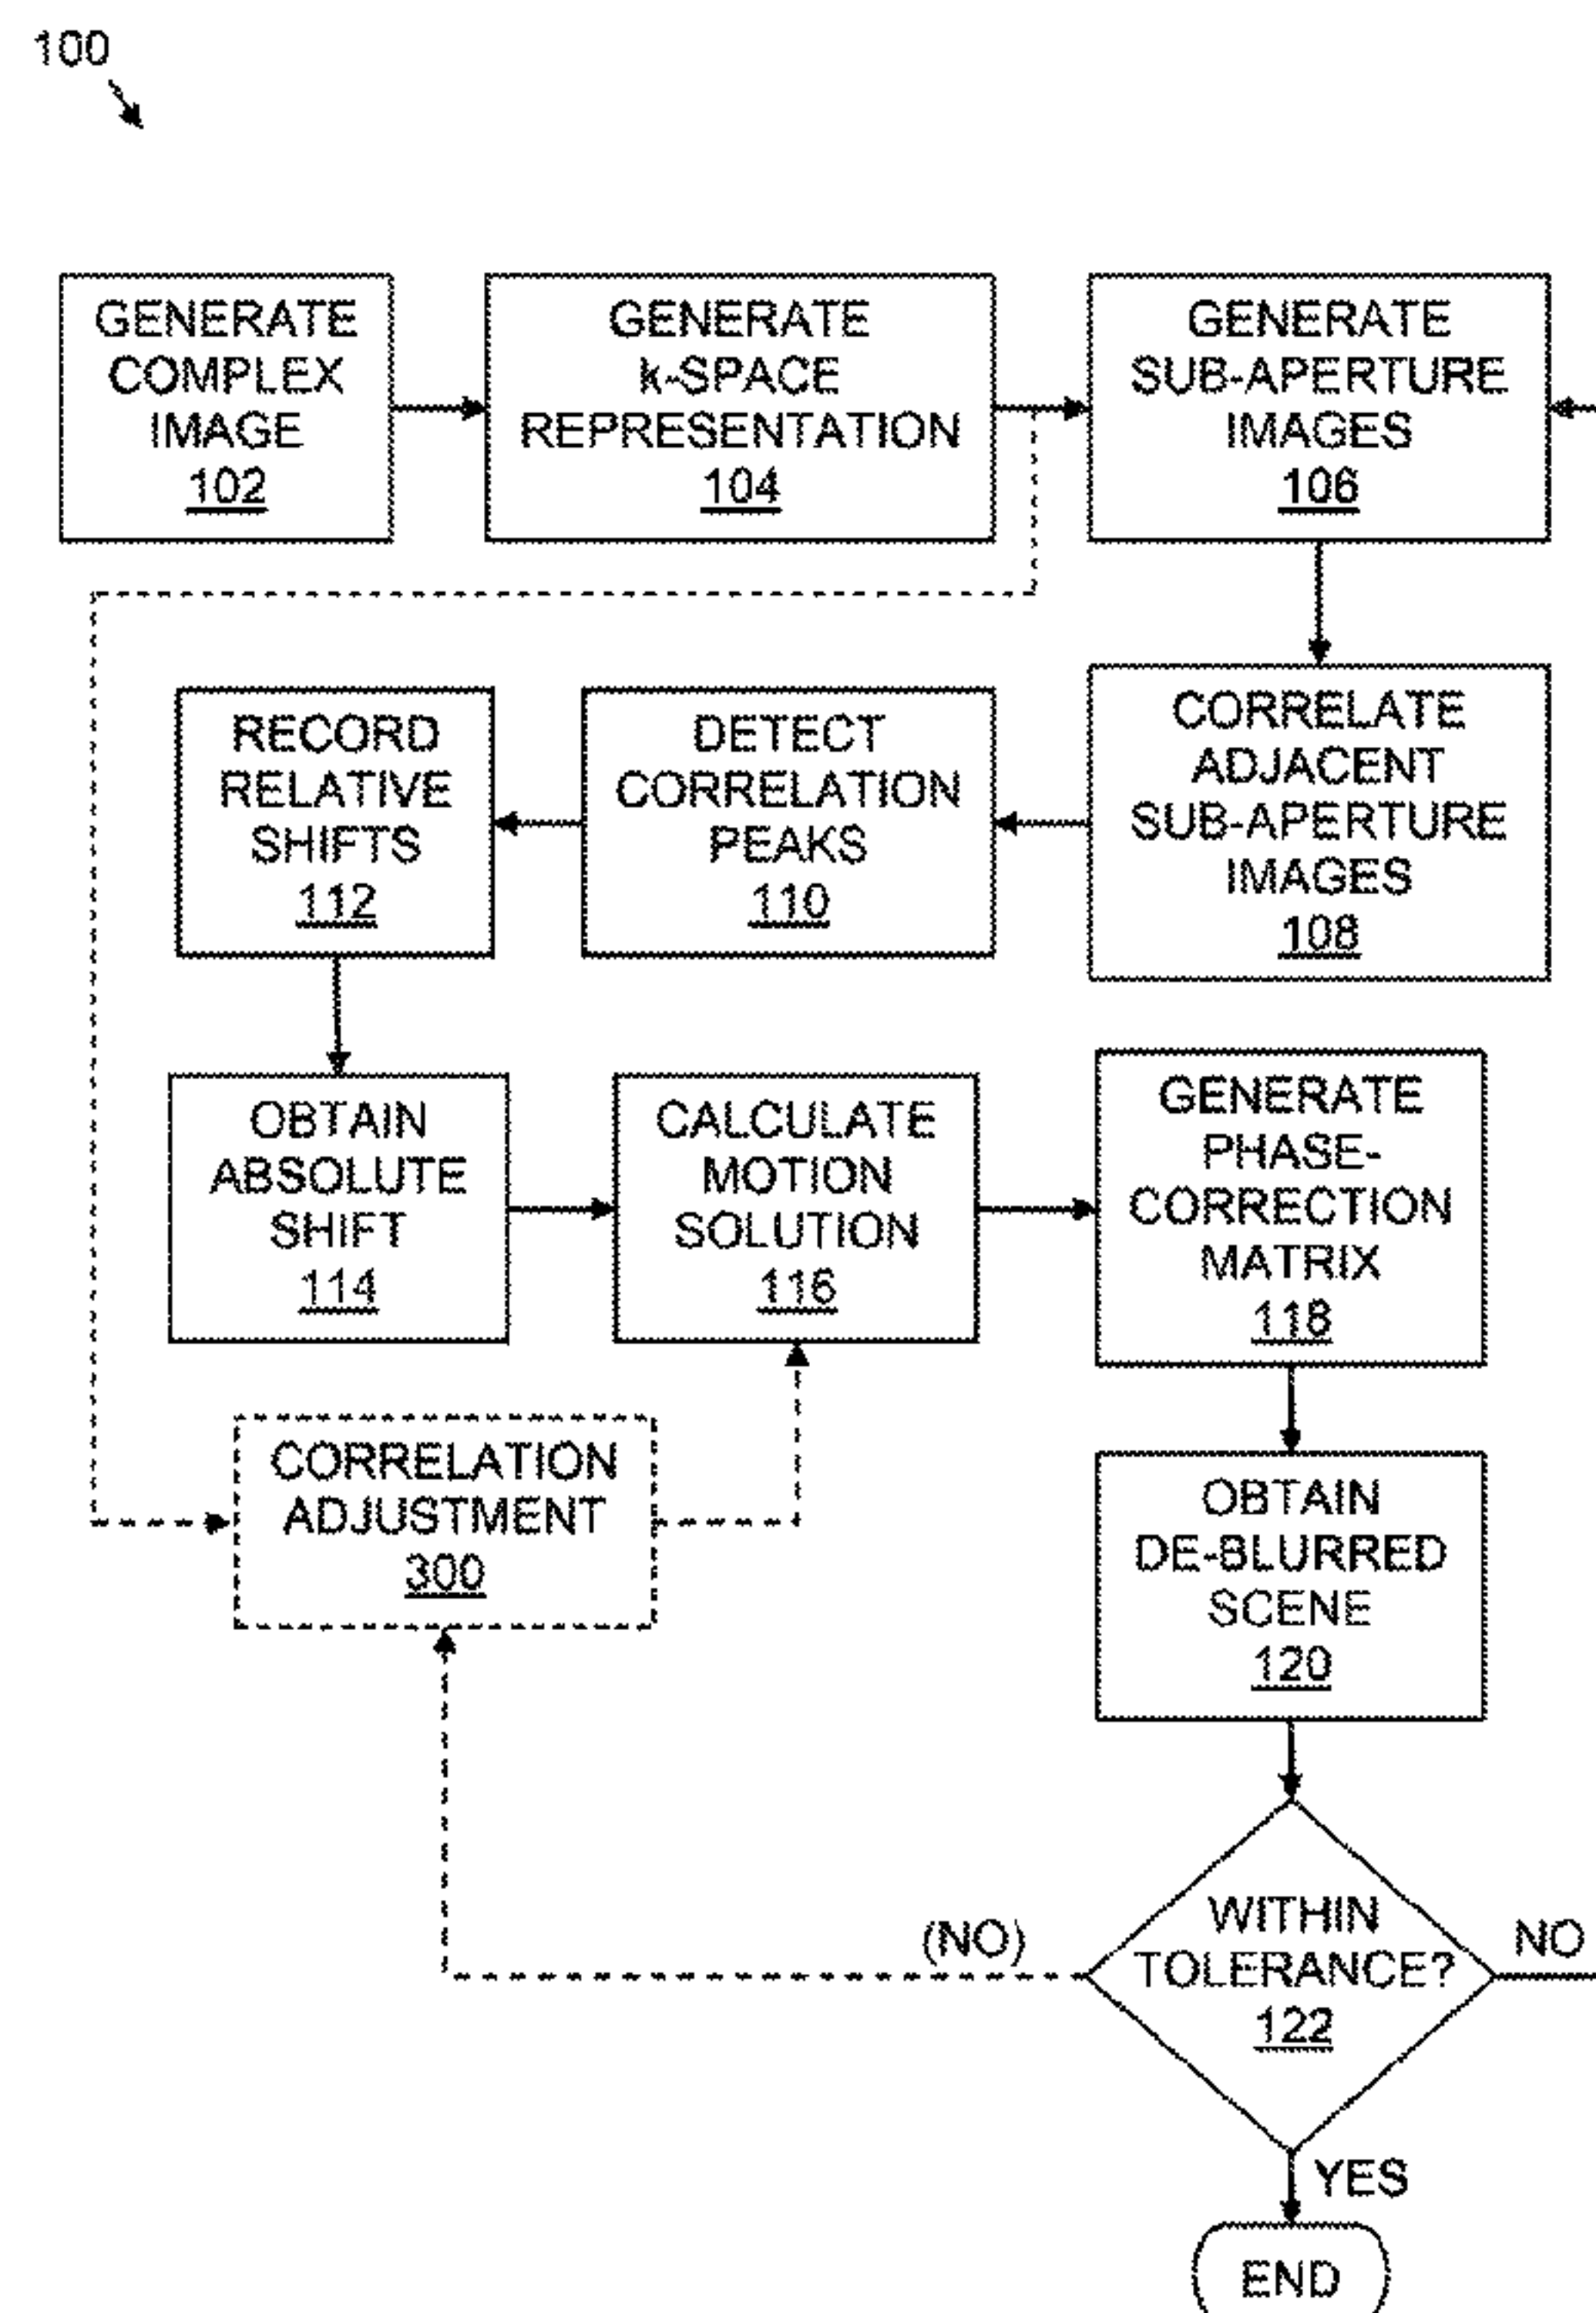 100
GENERATE
COMPLEX
IMAGE
102
GENERATE
k-SPACE
REPRESENTATION
104
GENERATE
SUB-APERTURE
IMAGES
106
CORRELATE
ADJACENT
SUB-APERTURE
IMAGES
108
DETECT
CORRELATION
PEAKS
110
RECORD
RELATIVE
SHIFTS
112
OBTAIN
ABSOLUTE
SHIFT
114
CALCULATE
MOTION
SOLUTION
116
GENERATE
PHASE-
CORRECTION
MATRIX
118
CORRELATION
ADJUSTMENT
300
OBTAIN
DE-BLURRED
SCENE
120
(NO)
WITHIN
TOLERANCE?
122
NO
YES
END